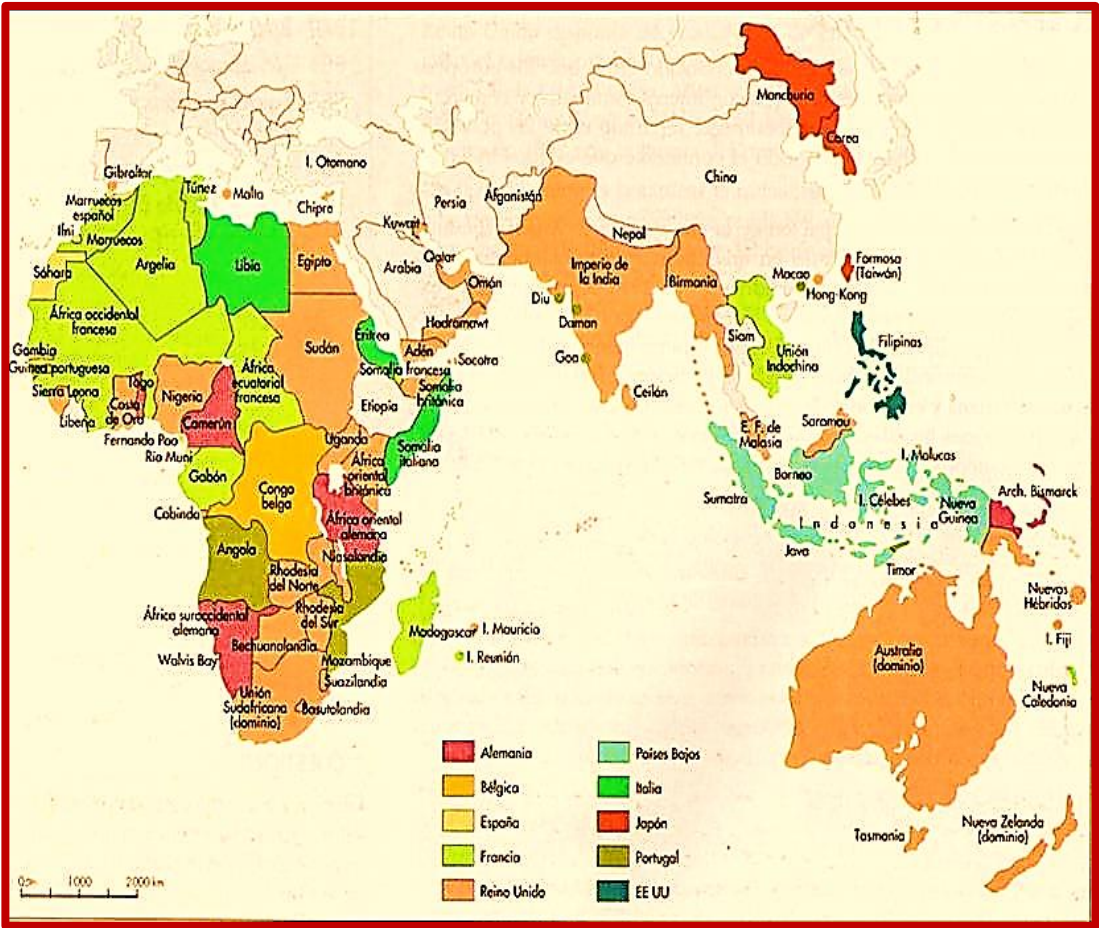 Manchuria
Corea
I. Otomano
China
Gibraltar
Túnez
Malta
Chipre
Persia
Afganistán
Marruecos
español
Ifni
Marruecos
Kuwait
Nepal
Argelia
Libia
Egipto
Arabia
Qatar
Omán
Imperio de
la India
Birmania
Macao
Hong-Kong
Formosa
(Taiwán)
Sáhara
África occidental
francesa
Diu
Daman
Goa
Hadramawt
Adén
Socotra
Siam
Unión
Indochina
Filipinas
Gambia
Guinea portuguesa
Sierra Leona
Liberia
Togo
Costa
de Oro
Nigeria
Camerún
África
ecuatorial
francesa
Sudán
Eritrea
Somalia francesa
Somalia
británica
Etiopía
Ceilán
Fernando Poo
Río Muni
Uganda
África
oriental
británica
Somalia
italiana
E. F. de
Malasia
Sarawau
Gabón
Congo
belga
Sumatra
Borneo
I. Molucas
I. Célebes
Nueva
Guinea
Arch. Bismarck
Indonesia
Cabinda
África oriental
alemana
Java
Timor
Angola
Niasalandia
Rhodesia
del Norte
Rhodesia
del Sur
África suroccidental
alemana
Walvis Bay
Bechuanalandia
Madagascar
I. Mauricio
I. Reunión
Mozambique
Suazilandia
Unión
Sudafricana
(dominio)
Basutolandia
Australia
(dominio)
Nuevas
Hébridas
I. Fiji
Nueva
Caledonia
Tasmania
Nueva Zelanda
(dominio)
Alemania
Bélgica
España
Francia
Reino Unido
Países Bajos
Italia
Japón
Portugal
EE UU
1000
2000 km